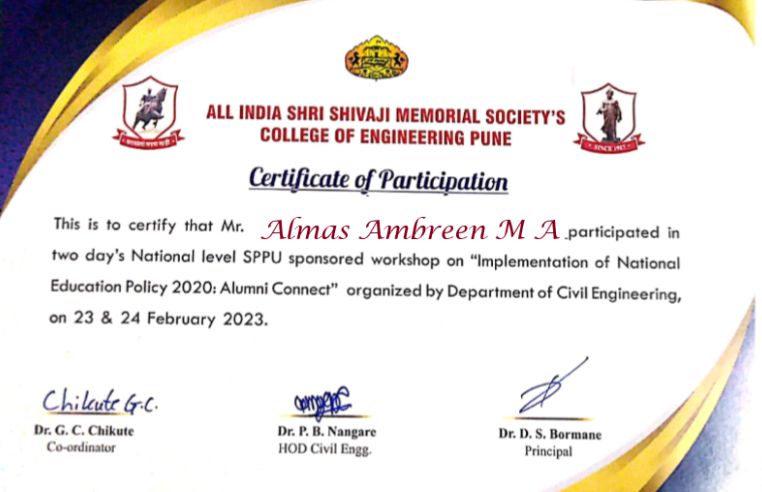 ALL INDIA SHRI SHIVAJI MEMORIAL SOCIETY'S
COLLEGE OF ENGINEERING PUNE
SINCE 1917
Certificate of Participation
This is to certify that Mr. Almas Ambreen M A participated in
two day's National level SPPU sponsored workshop on "Implementation of National
Education Policy 2020: Alumni Connect" organized by Department of Civil Engineering,
on 23 & 24 February 2023.
Chikute G.C.
Dr. G. C. Chikute
Co-ordinator
Dr. P. B. Nangare
HOD Civil Engg.
Dr. D. S. Bormane
Principal